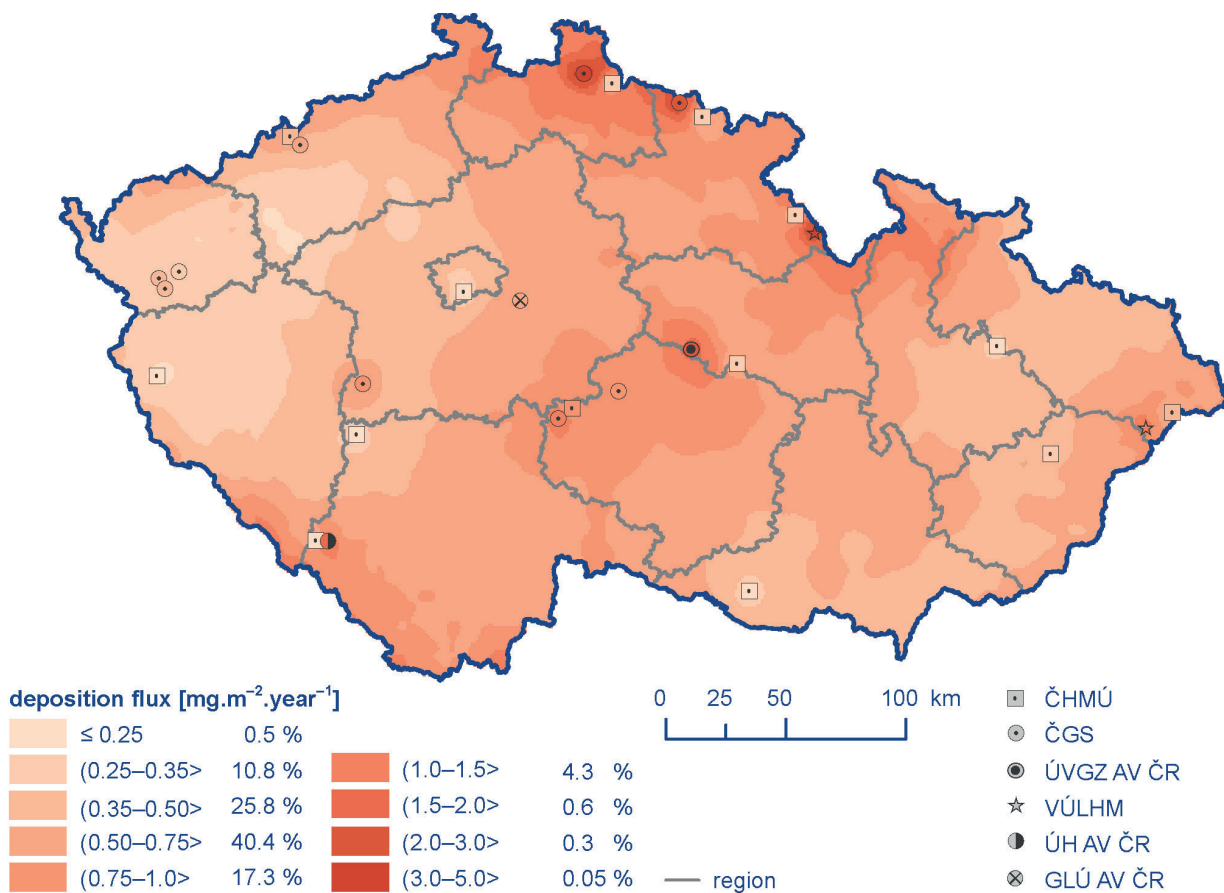 deposition flux [mg.m⁻².year⁻¹]
≤ 0.25 0.5 %
(0.25–0.35> 10.8 %
(0.35–0.50> 25.8 %
(0.50–0.75> 40.4 %
(0.75–1.0> 17.3 %
(1.0–1.5> 4.3 %
(1.5–2.0> 0.6 %
(2.0–3.0> 0.3 %
(3.0–5.0> 0.05 %
0 25 50 100 km
region
ČHMÚ
ČGS
ÚVGZ AV ČR
VÚLHM
ÚH AV ČR
GLÚ AV ČR